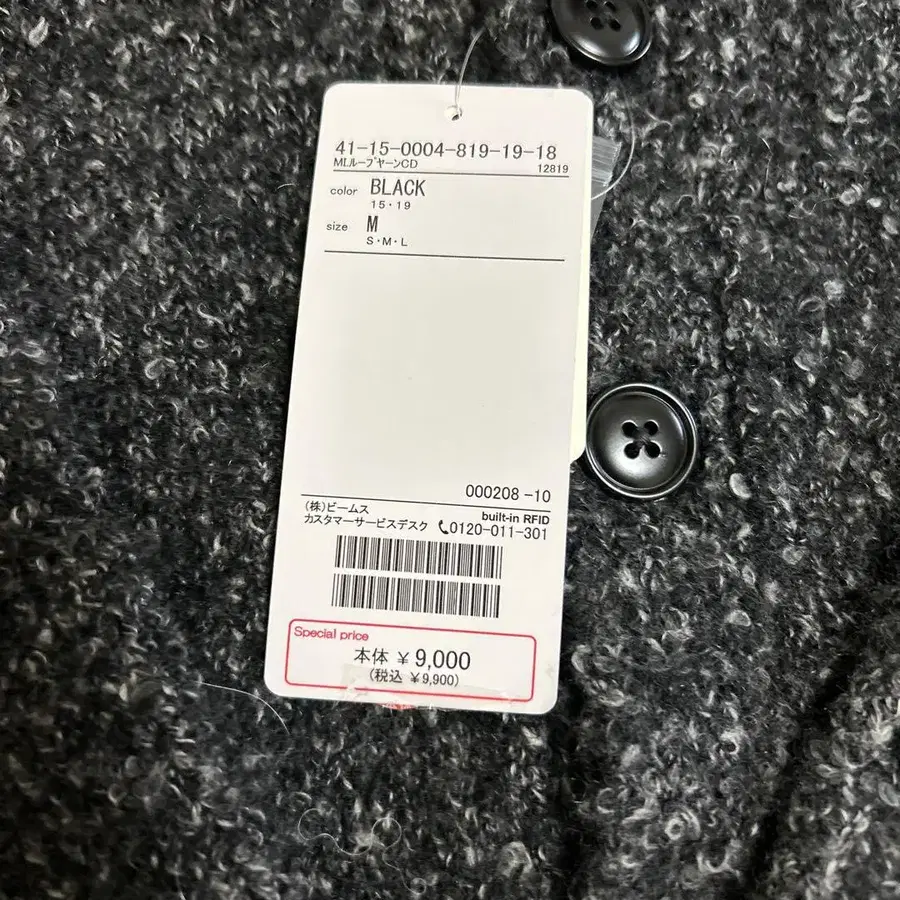 41-15-0004-819-19-18
MLループヤーンCD 12819
color BLACK
15・19
size M
S・M・L
000208 -10
(株)ビームス built-in RFID
カスタマーサービスデスク 0120-011-301
Special price
本体 ¥9,000
(税込 ¥9,900)